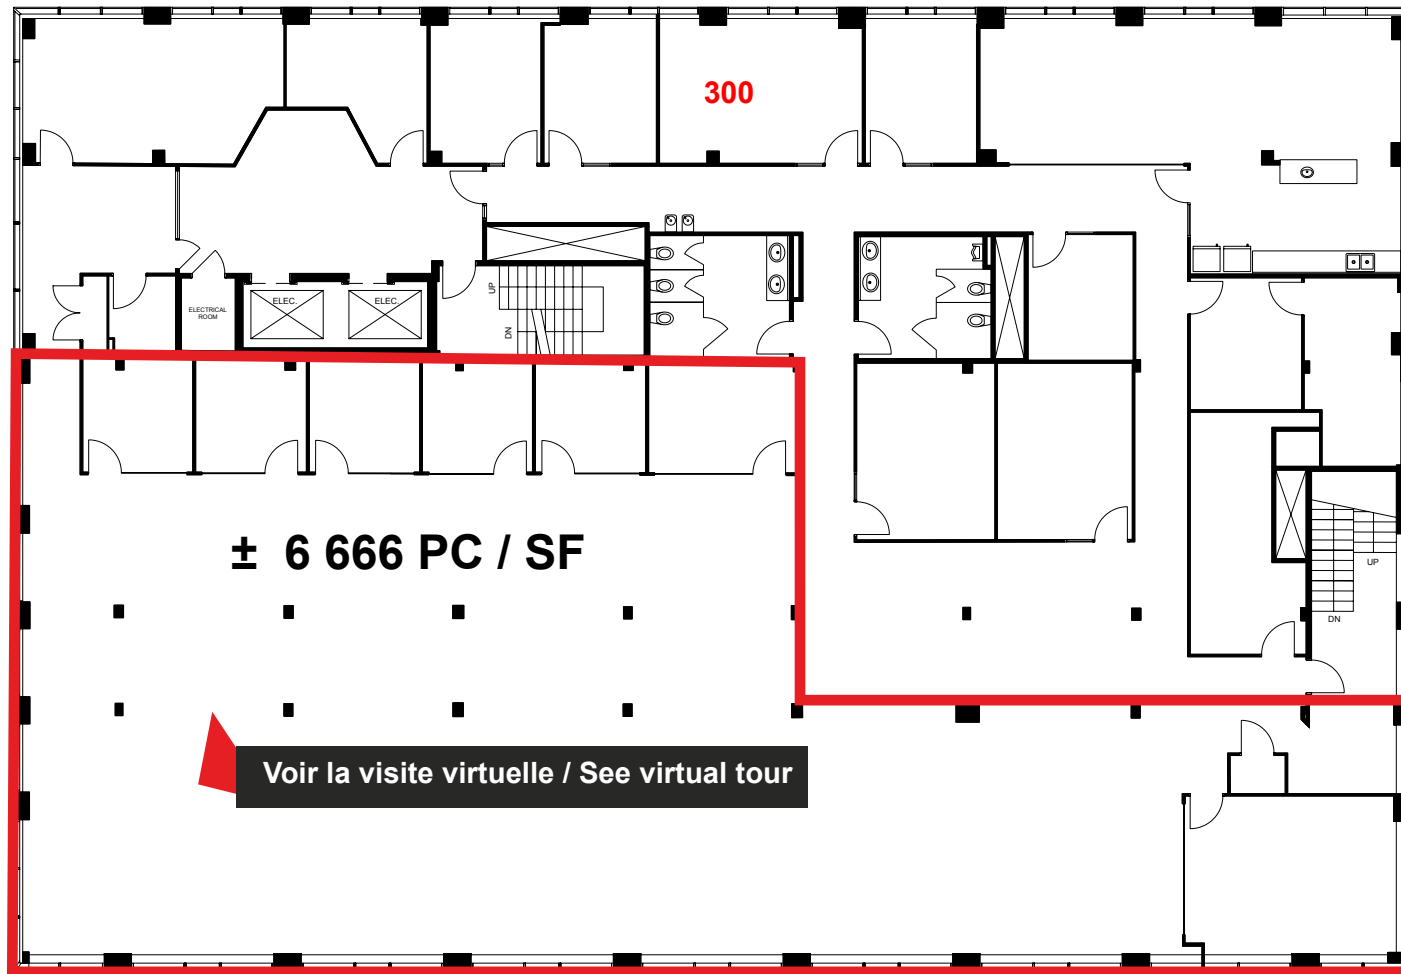 300
ELEC.
ELEC.
ELECTRICAL
ROOM
UP
DN
± 6 666 PC / SF
UP
DN
Voir la visite virtuelle / See virtual tour